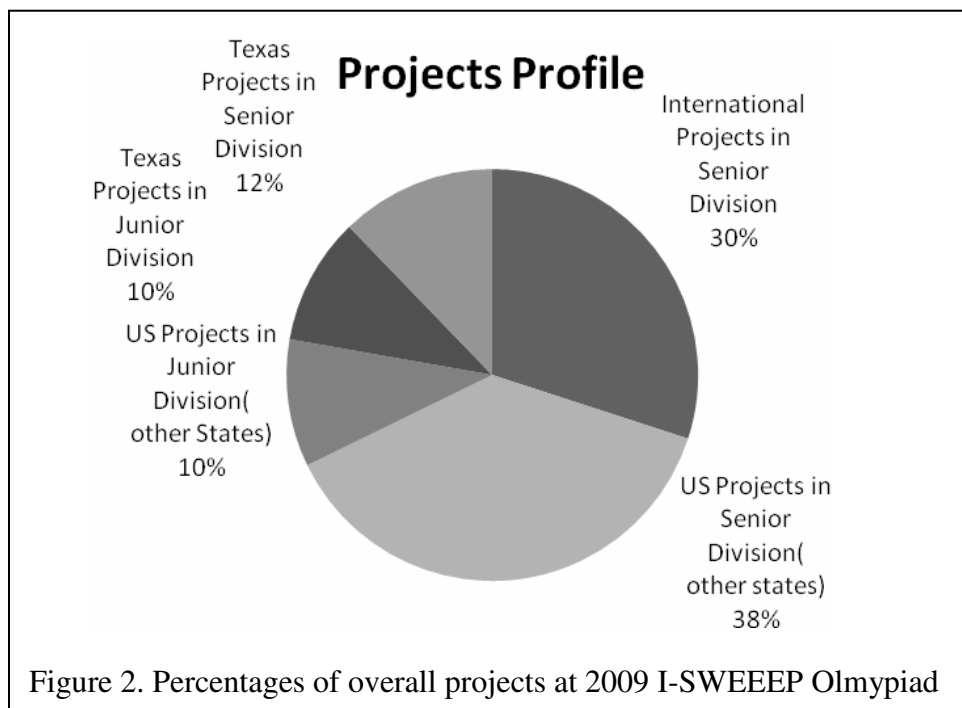 Projects Profile
Texas
Projects in
Senior
Division
12%
International
Projects in
Senior
Division
30%
Texas
Projects in
Junior
Division
10%
US Projects in
Junior
Division(
other States)
10%
US Projects in
Senior
Division(
other states)
38%
Figure 2. Percentages of overall projects at 2009 I-SWEEEP Olmypiad